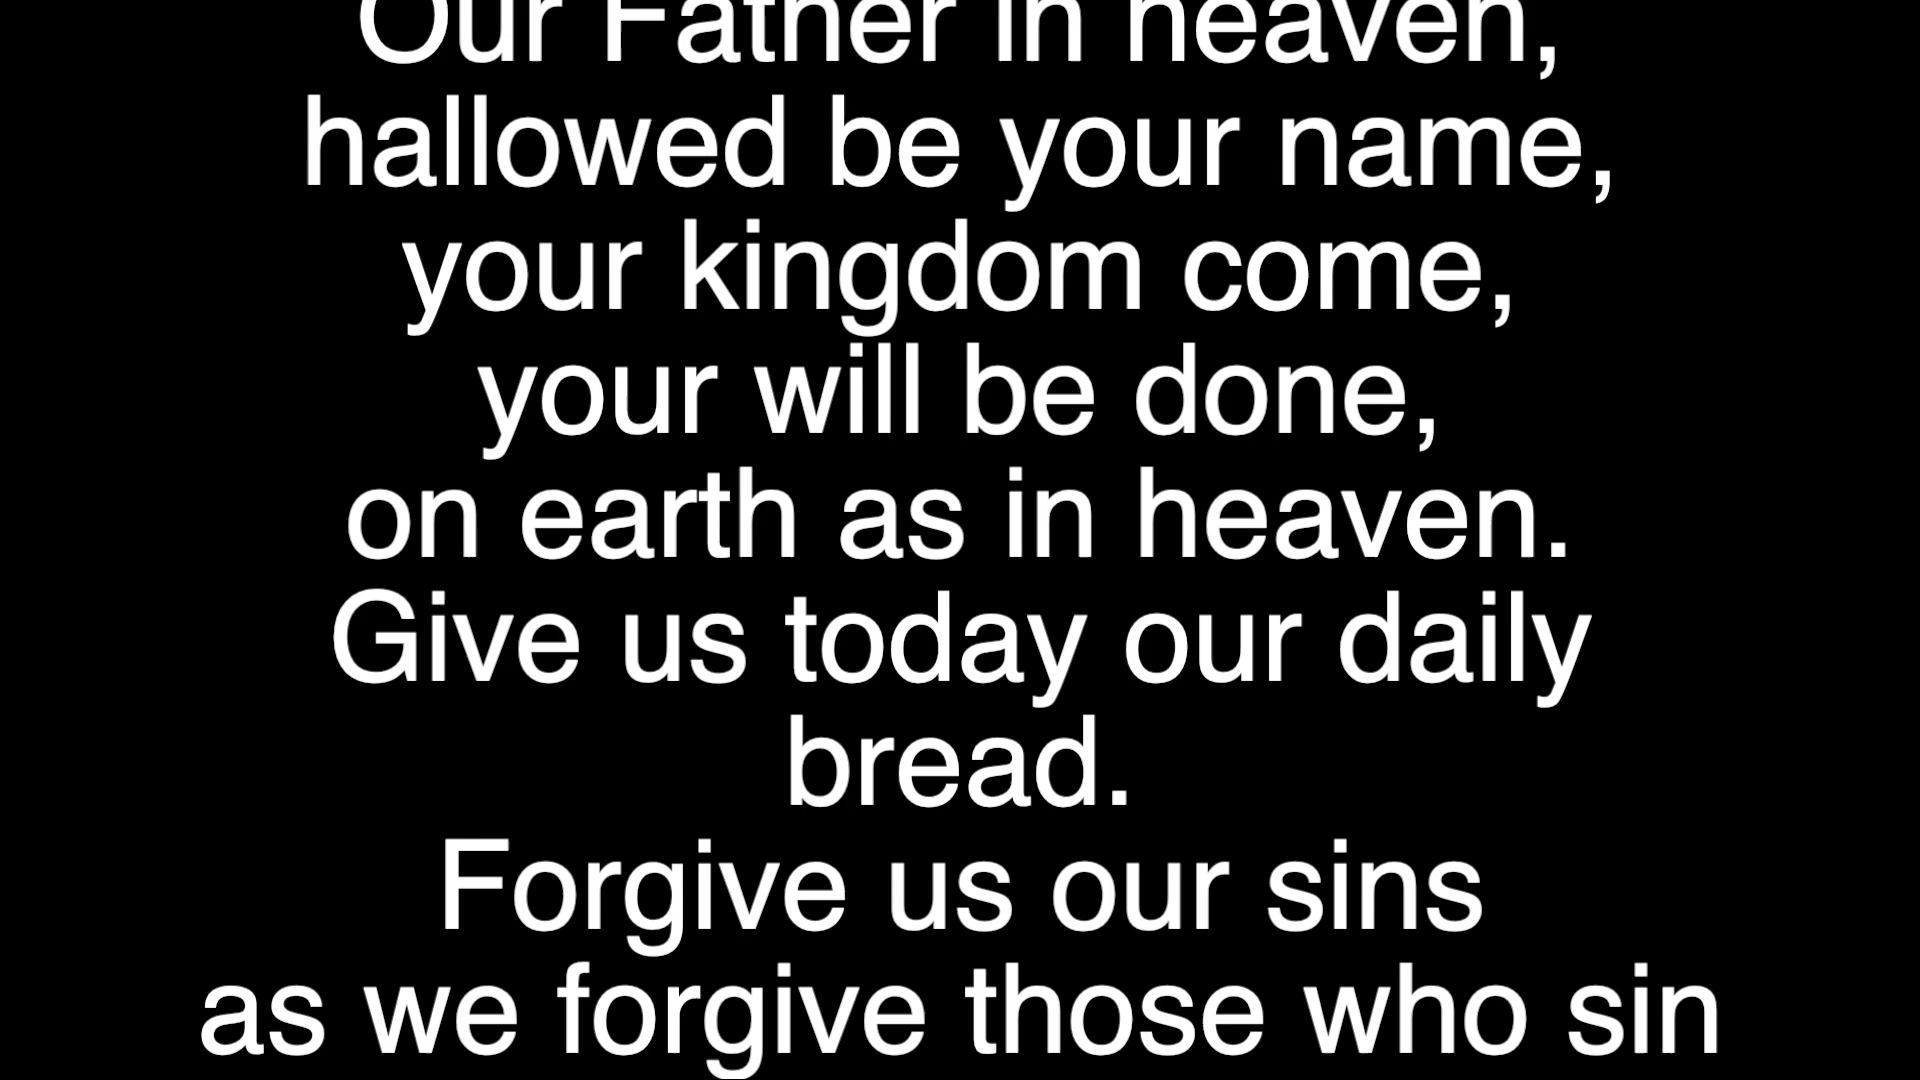 Our Father in heaven,
hallowed be your name,
your kingdom come,
your will be done,
on earth as in heaven.
Give us today our daily
bread.
Forgive us our sins
as we forgive those who sin